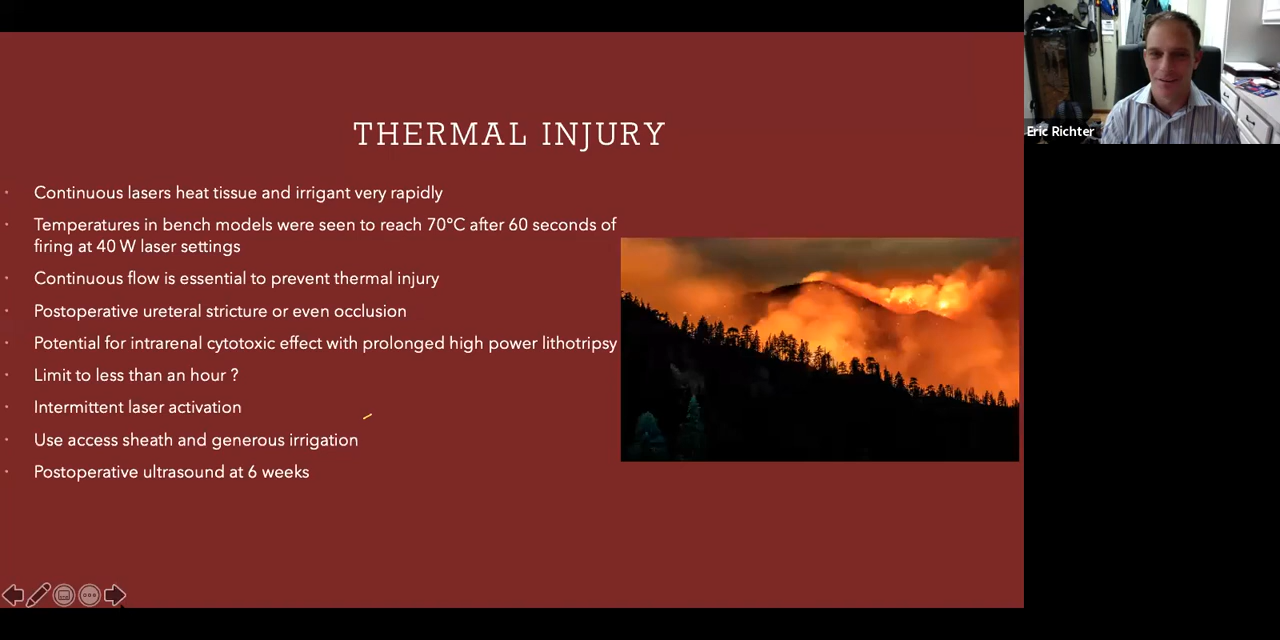 THERMAL INJURY
· Continuous lasers heat tissue and irrigant very rapidly
· Temperatures in bench models were seen to reach 70°C after 60 seconds of
firing at 40 W laser settings
· Continuous flow is essential to prevent thermal injury
· Postoperative ureteral stricture or even occlusion
· Potential for intrarenal cytotoxic effect with prolonged high power lithotripsy
· Limit to less than an hour ?
· Intermittent laser activation
· Use access sheath and generous irrigation
· Postoperative ultrasound at 6 weeks
Eric Richter